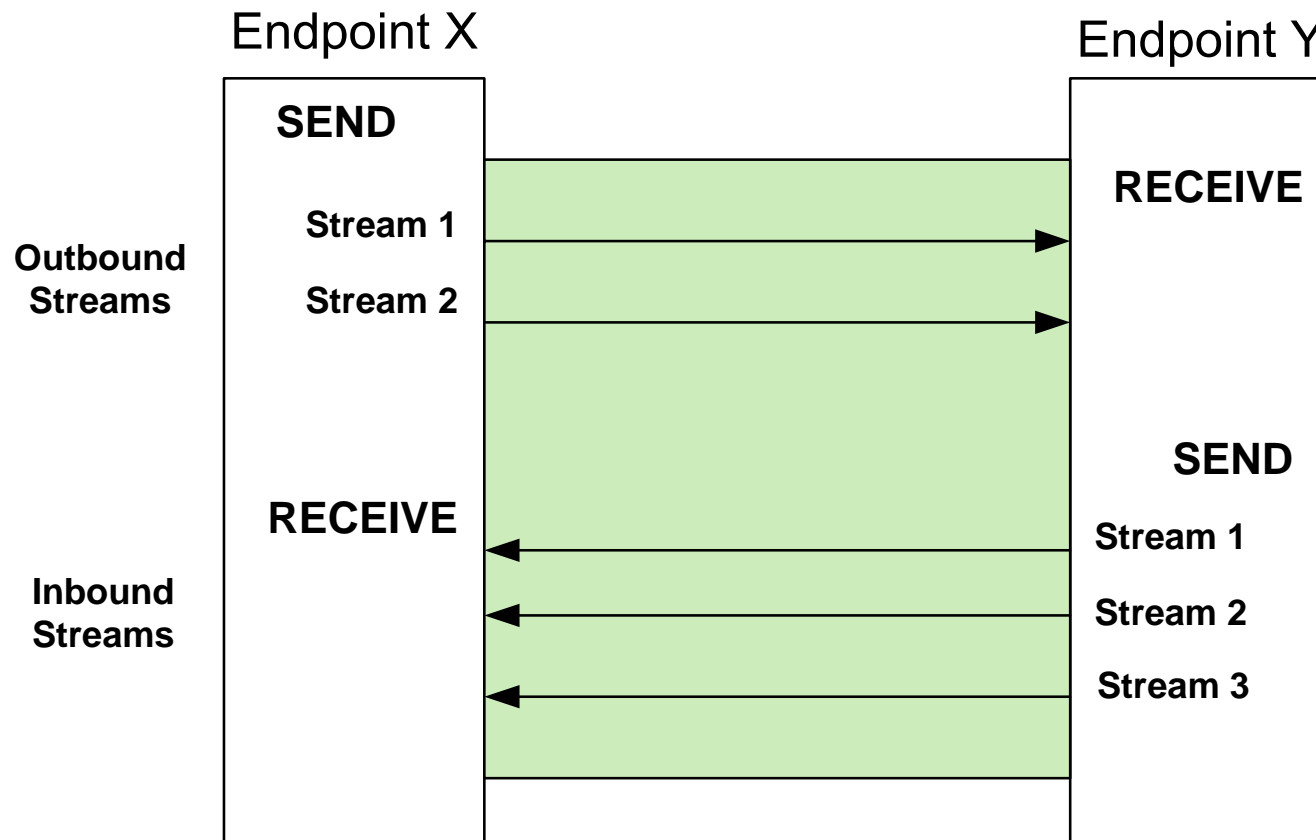 Endpoint X
Endpoint Y
SEND
RECEIVE
Stream 1
Outbound
Streams
Stream 2
SEND
RECEIVE
Stream 1
Inbound
Streams
Stream 2
Stream 3